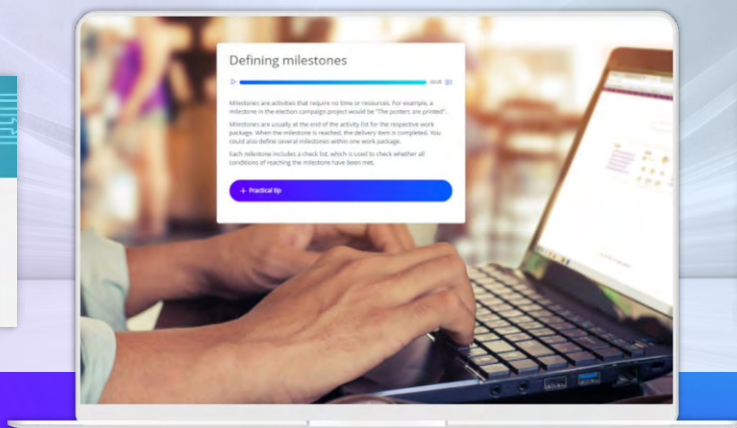 Defining milestones
Milestones are activities that require no time or resources. For example, a
milestone in the election campaign project would be "The posters are printed".
Milestones are usually at the end of the activity list for the respective work
package. When the milestone is reached, the delivery item is completed. You
could also define several milestones within one work package.
Each milestone includes a check list, which is used to check whether all
conditions of reaching the milestone have been met.
+ Practical tip